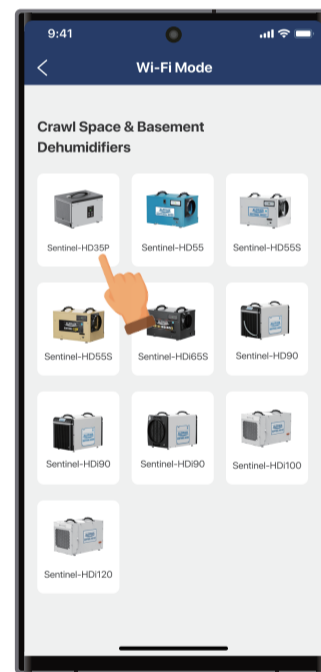 9:41
Wi-Fi Mode
Crawl Space & Basement
Dehumidifiers
Sentinel-HD35P
Sentinel-HD55
Sentinel-HD55S
Sentinel-HD55S
Sentinel-HDi65S
Sentinel-HD90
Sentinel-HDi90
Sentinel-HDi90
Sentinel-HDi100
Sentinel-HDi120